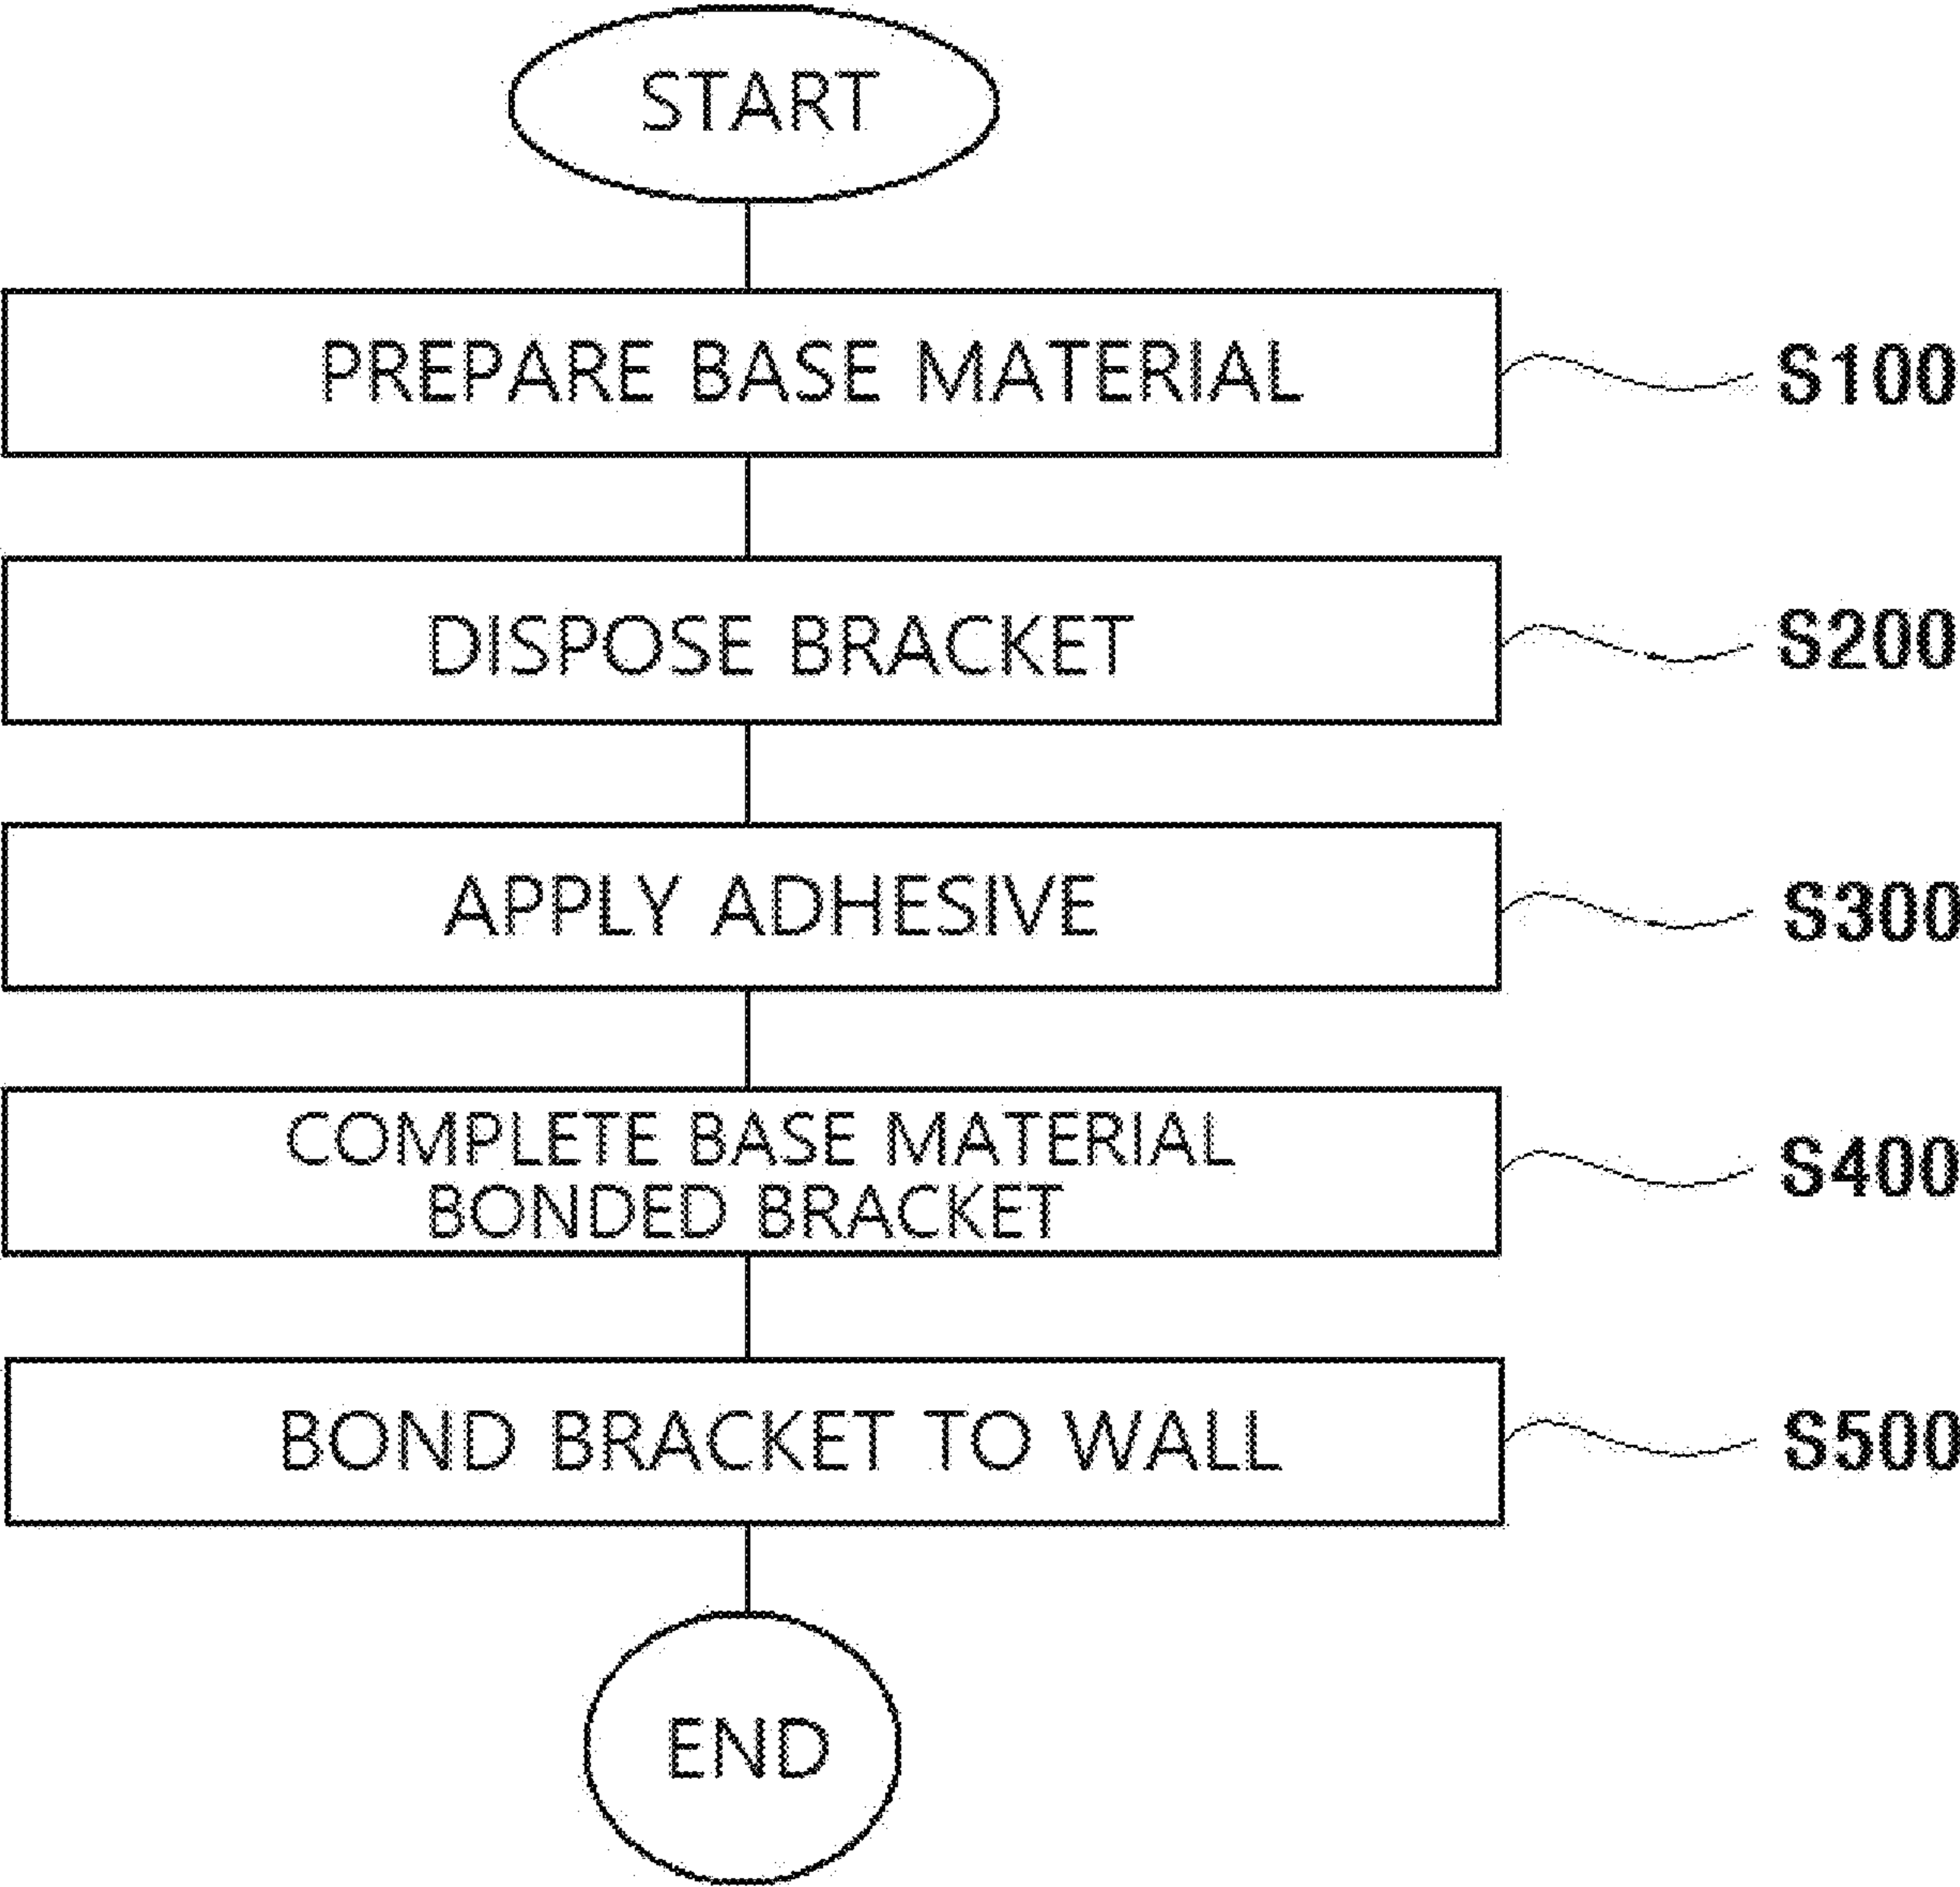 START
PREPARE BASE MATERIAL
S100
DISPOSE BRACKET
S200
APPLY ADHESIVE
S300
COMPLETE BASE MATERIAL
BONDED BRACKET
S400
BOND BRACKET TO WALL
S500
END